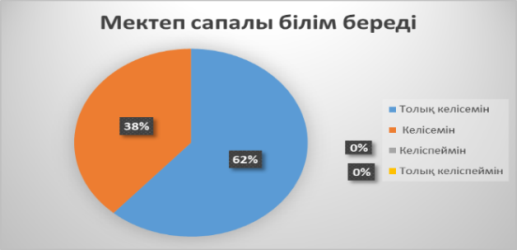 Мектеп сапалы білім береді
38%
62%
0%
0%
Толық келісемін
Келісемін
Келіспеймін
Толық келіспеймін